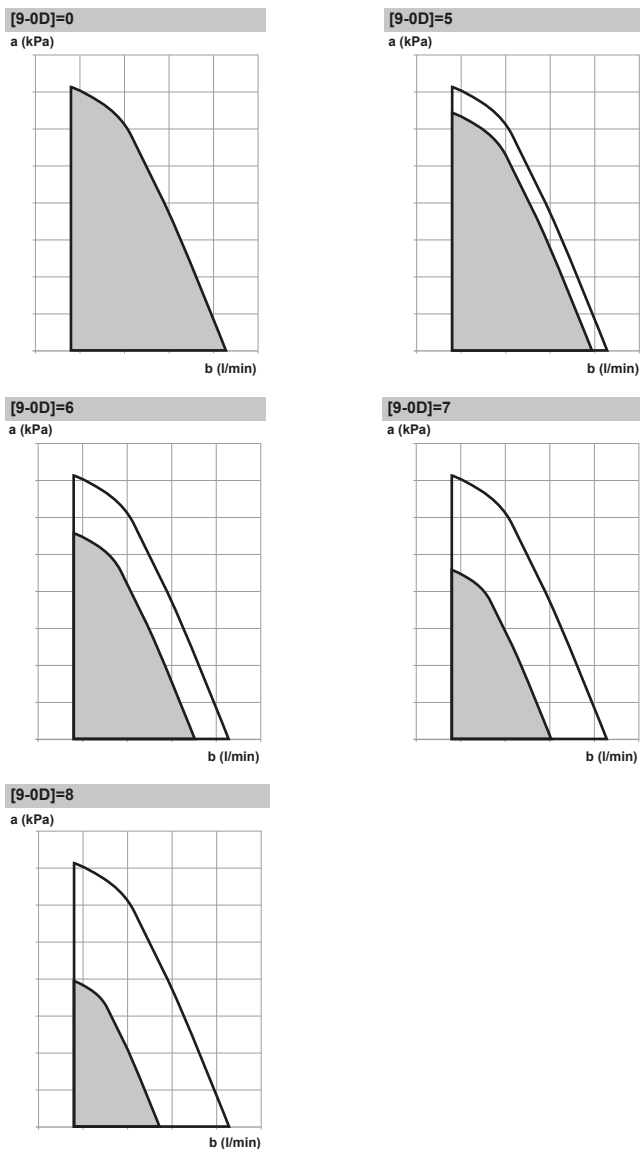 [9-0D]=0
a (kPa)
b (l/min)
[9-0D]=5
a (kPa)
b (l/min)
[9-0D]=6
a (kPa)
b (l/min)
[9-0D]=7
a (kPa)
b (l/min)
[9-0D]=8
a (kPa)
b (l/min)